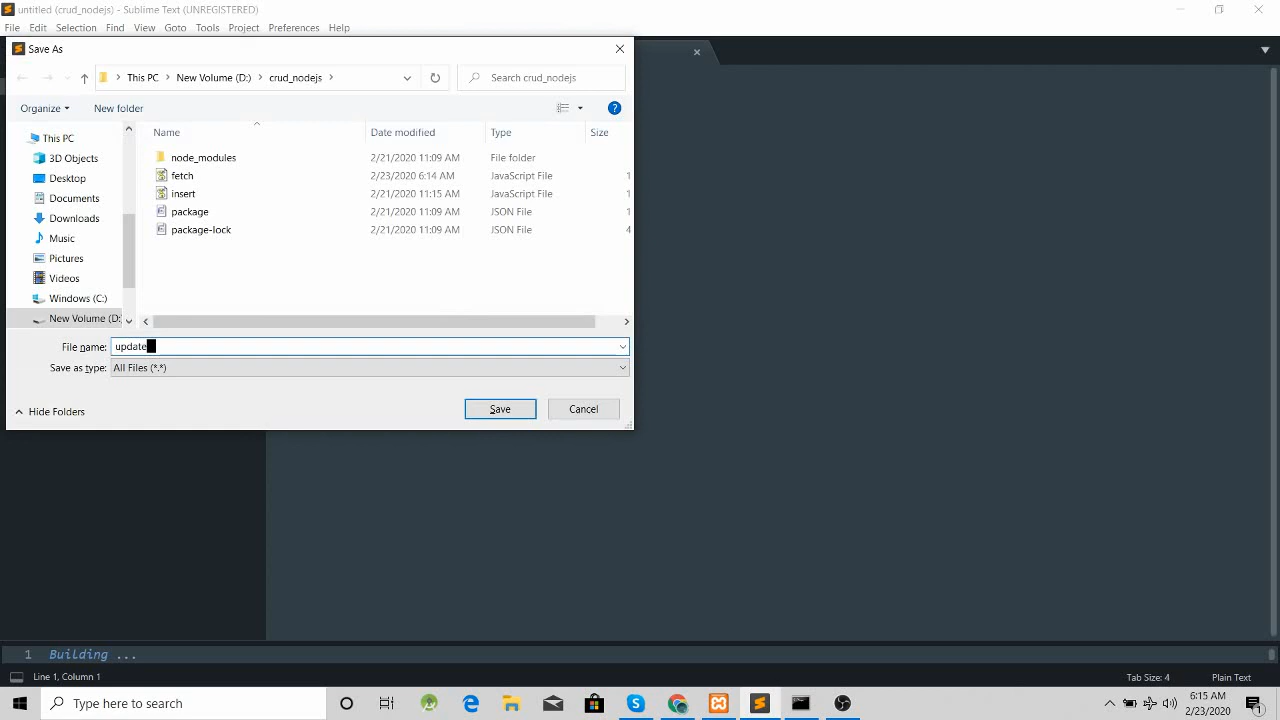 untitled (crud_nodejs) - Sublime Text (UNREGISTERED)
File Edit Selection Find View Goto Tools Project Preferences Help
Save As
This PC New Volume (D:) crud_nodejs
Search crud_nodejs
Organize New folder
Name Date modified Type Size
This PC
3D Objects
Desktop
Documents
Downloads
Music
Pictures
Videos
Windows (C:)
New Volume (D:
node_modules 2/21/2020 11:09 AM File folder
fetch 2/23/2020 6:14 AM JavaScript File 1
insert 2/21/2020 11:15 AM JavaScript File 1
package 2/21/2020 11:09 AM JSON File 1
package-lock 2/21/2020 11:09 AM JSON File 4
File name: update
Save as type: All Files (*.*)
Hide Folders
Save Cancel
1 Building ...
Line 1, Column 1
Tab Size: 4 Plain Text
Type here to search
6:15 AM
2/23/2020
1